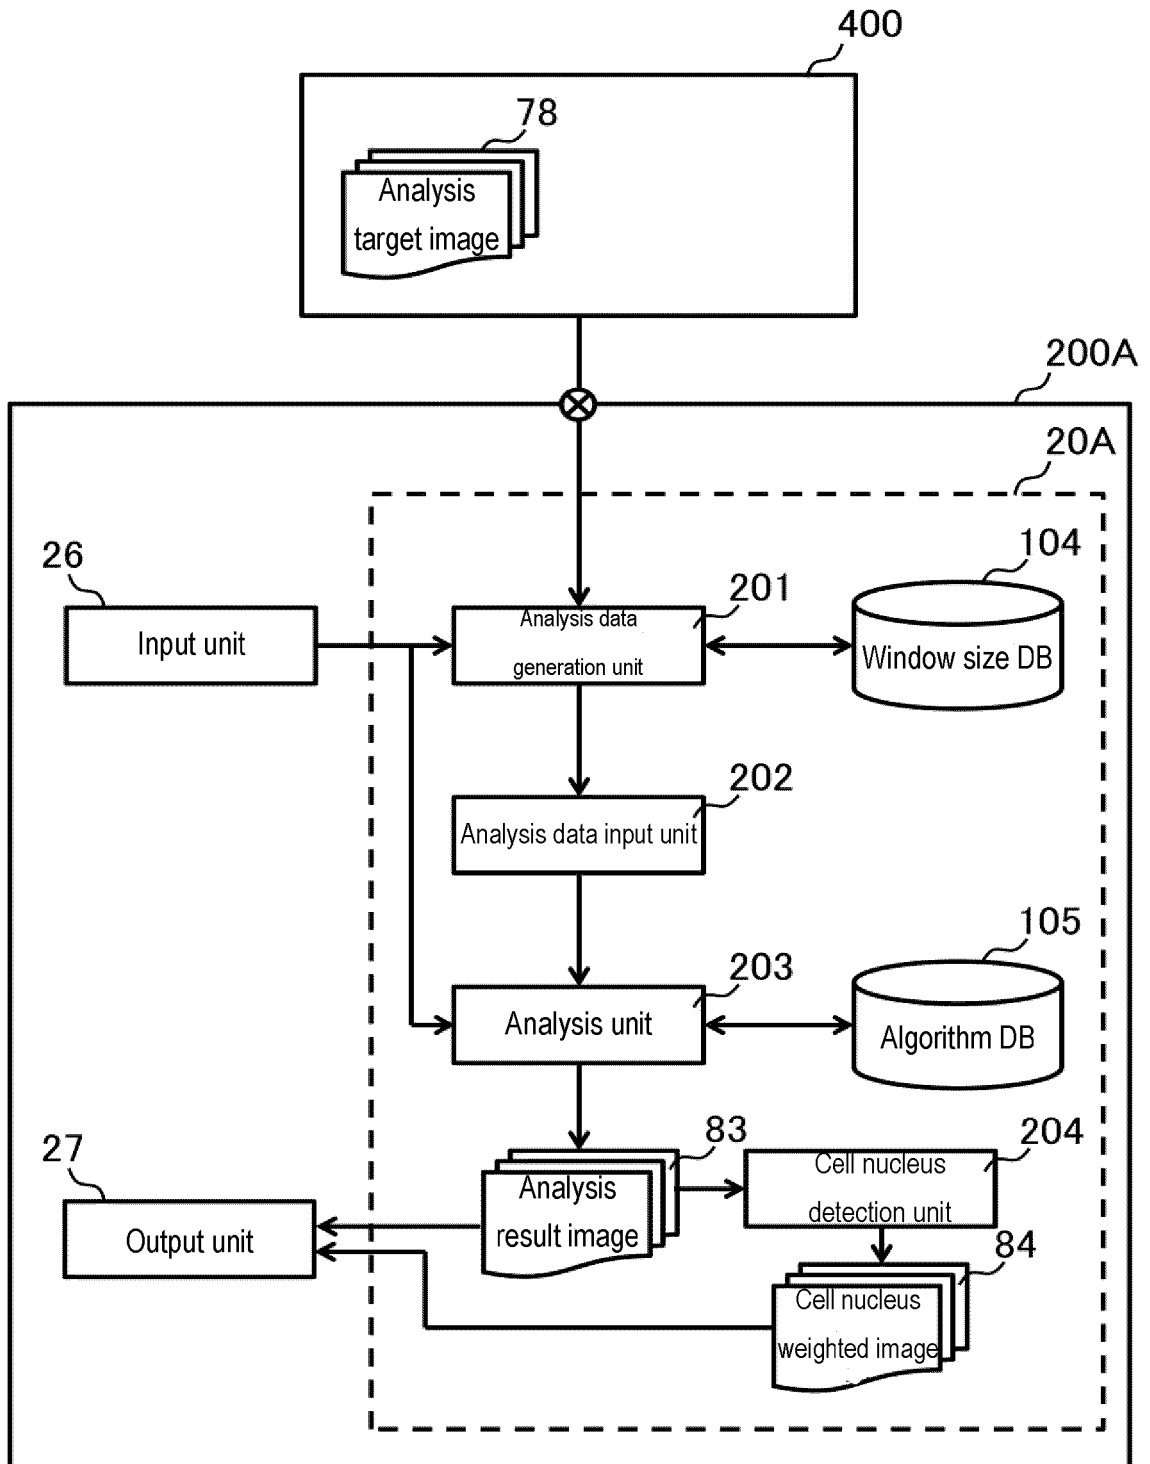 400
78
Analysis
target image
200A
20A
26
Input unit
201
Analysis data
generation unit
104
Window size DB
202
Analysis data input unit
203
Analysis unit
105
Algorithm DB
27
Output unit
83
Analysis
result image
204
Cell nucleus
detection unit
84
Cell nucleus
weighted image